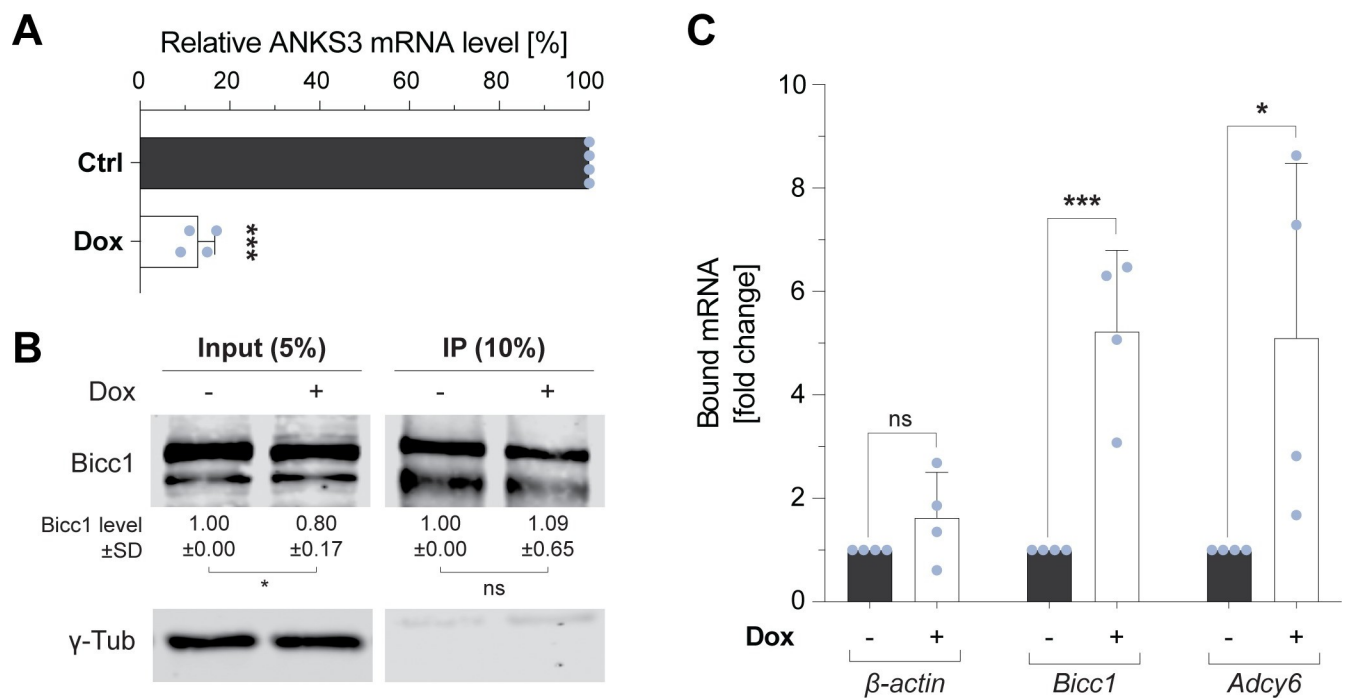 A
Relative ANKS3 mRNA level [%]
0 20 40 60 80 100
Ctrl
Dox
***
B
Input (5%) IP (10%)
Dox - + - +
Bicc1
Bicc1 level 1.00 0.80 1.00 1.09
±SD ±0.00 ±0.17 ±0.00 ±0.65
* ns
γ-Tub
C
Bound mRNA
[fold change]
10
8
6
4
2
0
ns
***
*
Dox - + - + - +
β-actin Bicc1 Adcy6